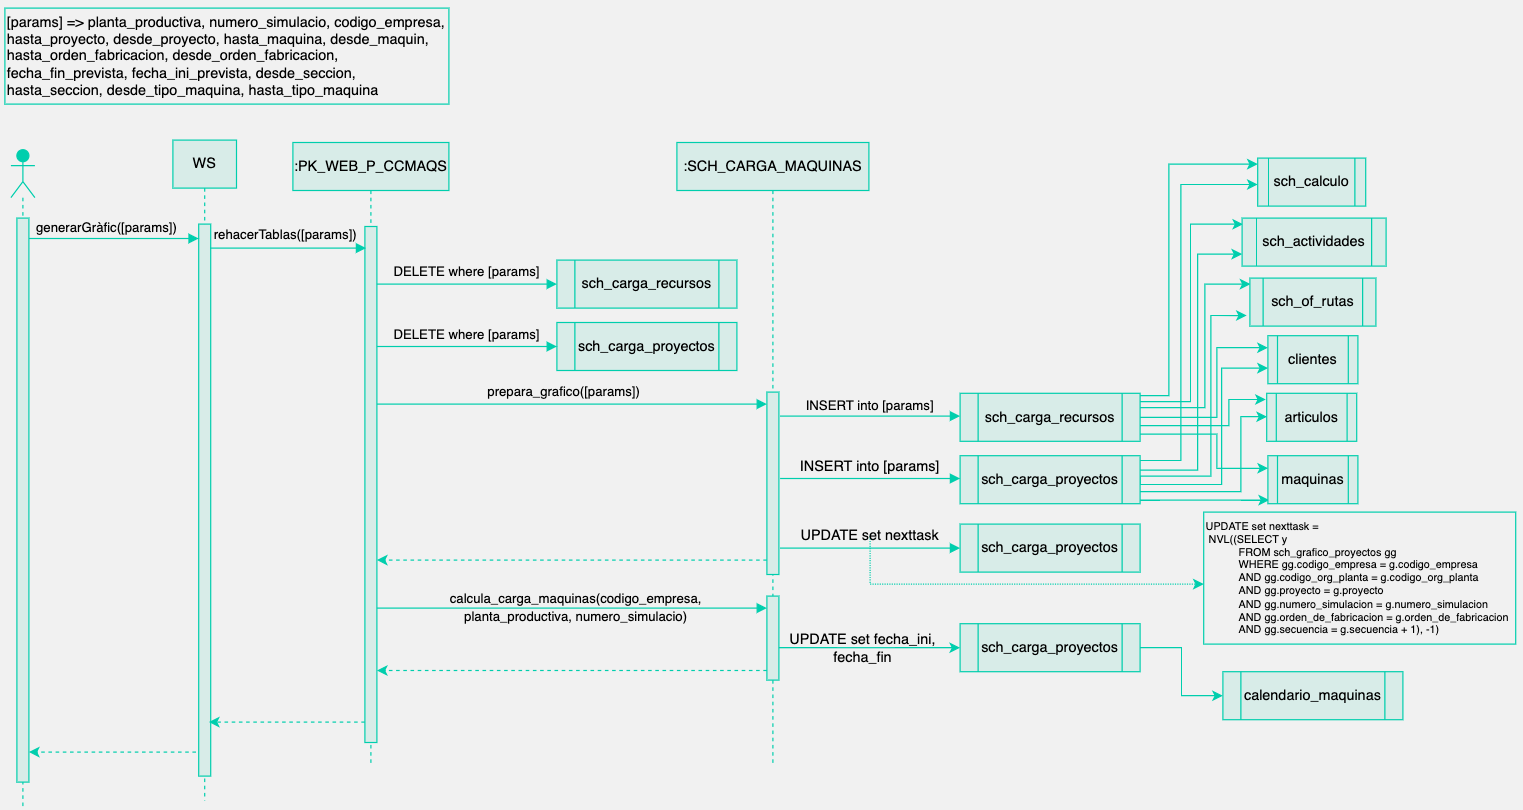 [params] => planta_productiva, numero_simulacio, codigo_empresa,
hasta_proyecto, desde_proyecto, hasta_maquina, desde_maquin,
hasta_orden_fabricacion, desde_orden_fabricacion,
fecha_fin_prevista, fecha_ini_prevista, desde_seccion,
hasta_seccion, desde_tipo_maquina, hasta_tipo_maquina
WS
:PK_WEB_P_CCMAQS
:SCH_CARGA_MAQUINAS
sch_calculo
generarGràfic([params])
rehacerTablas([params])
sch_actividades
DELETE where [params]
sch_carga_recursos
sch_of_rutas
DELETE where [params]
sch_carga_proyectos
clientes
prepara_grafico([params])
INSERT into [params]
sch_carga_recursos
articulos
INSERT into [params]
sch_carga_proyectos
maquinas
UPDATE set nexttask
sch_carga_proyectos
UPDATE set nexttask =
NVL((SELECT y
FROM sch_grafico_proyectos gg
WHERE gg.codigo_empresa = g.codigo_empresa
AND gg.codigo_org_planta = g.codigo_org_planta
AND gg.proyecto = g.proyecto
AND gg.numero_simulacion = g.numero_simulacion
AND gg.orden_de_fabricacion = g.orden_de_fabricacion
AND gg.secuencia = g.secuencia + 1), -1)
calcula_carga_maquinas(codigo_empresa,
planta_productiva, numero_simulacio)
UPDATE set fecha_ini,
fecha_fin
sch_carga_proyectos
calendario_maquinas